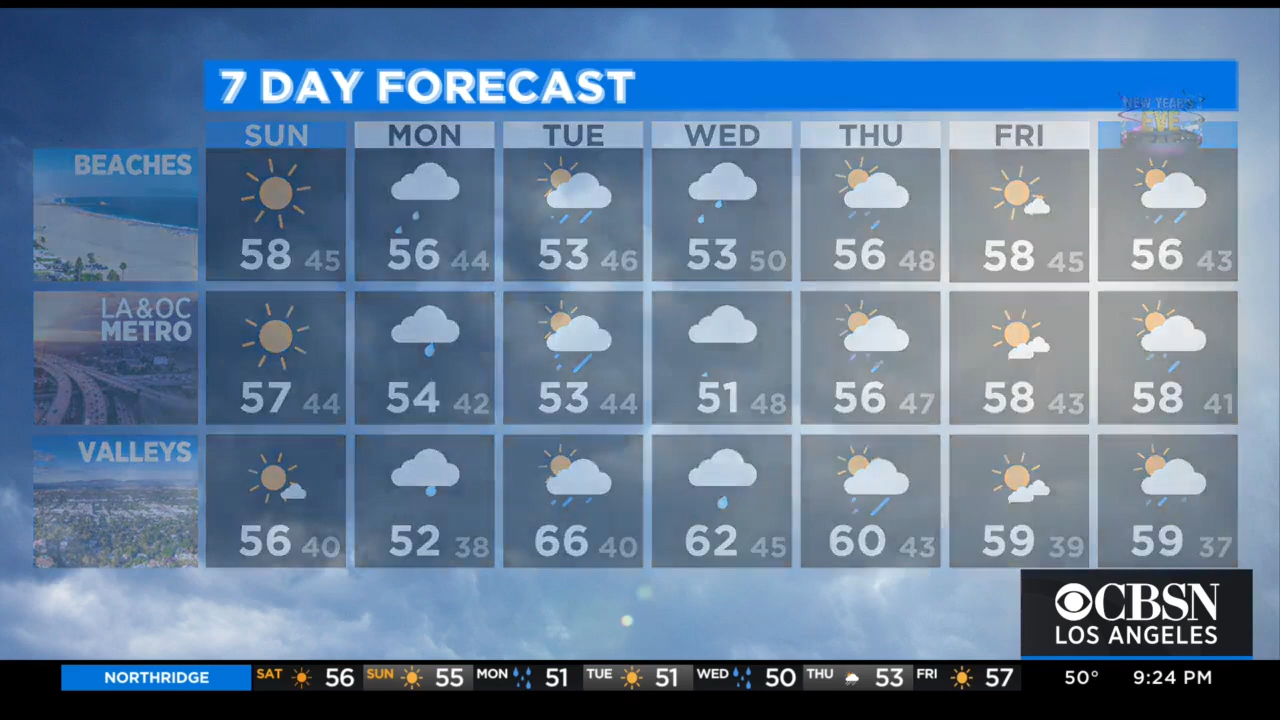 7 DAY FORECAST
SUN MON TUE WED THU FRI NEW YEAR'S EVE
BEACHES
58 45 56 44 53 46 53 50 56 48 58 45 56 43
LA & OC
METRO
57 44 54 42 53 44 51 48 56 47 58 43 58 41
VALLEYS
56 40 52 38 66 40 62 45 60 43 59 39 59 37
CBSN
LOS ANGELES
NORTHRIDGE SAT 56 SUN 55 MON 51 TUE 51 WED 50 THU 53 FRI 57 50° 9:24 PM